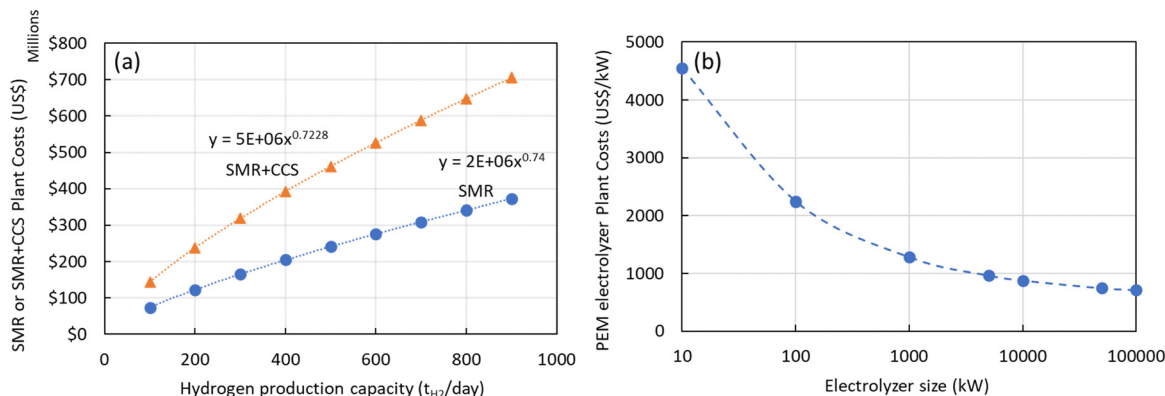 Millions
SMR or SMR+CCS Plant Costs (US$)
$800
$700
$600
$500
$400
$300
$200
$100
$0
(a)
y = 5E+06x^0.7228
SMR+CCS
y = 2E+06x^0.74
SMR
0 200 400 600 800 1000
Hydrogen production capacity (t_H2/day)
PEM electrolyzer Plant Costs (US$/kW)
5000
4000
3000
2000
1000
0
(b)
10 100 1000 10000 100000
Electrolyzer size (kW)